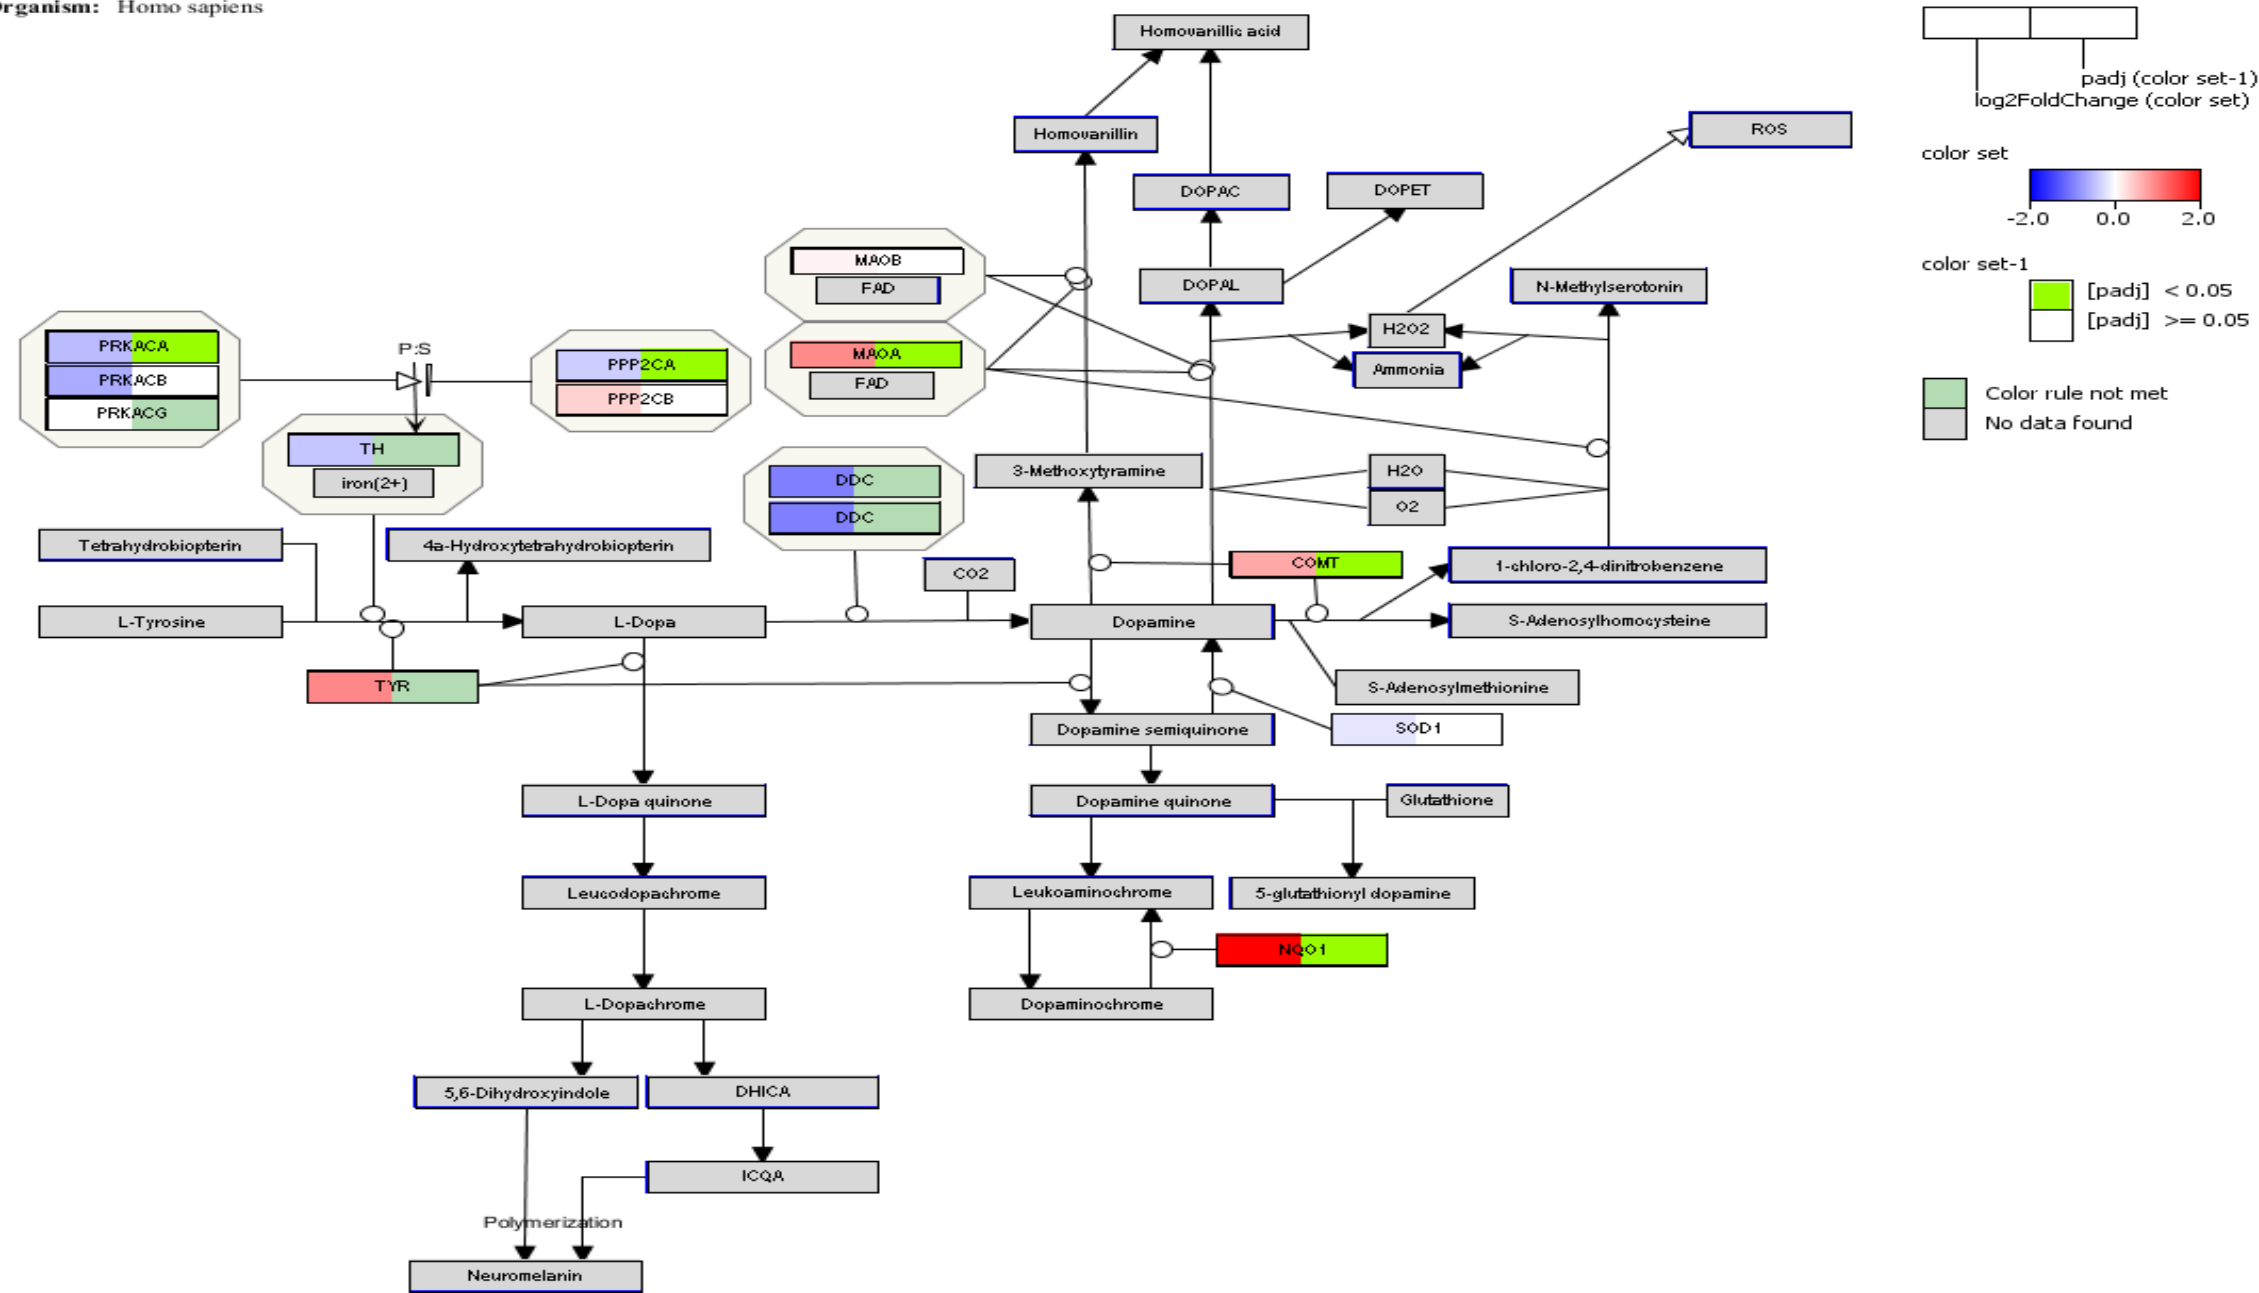 rganism: Homo sapiens
Homovanillic acid
padj (color set-1)
log2FoldChange (color set)
Homovanillin
ROS
color set
DOPAC
DOPET
-2.0 0.0 2.0
MAOB
FAD
DOPAL
N-Methylserotonin
color set-1
[padj] < 0.05
[padj] >= 0.05
H2O2
Ammonia
PRKACA
PRKACB
PRKACG
P:S
PPP2CA
PPP2CB
MAOA
FAD
Color rule not met
No data found
TH
iron(2+)
DDC
DDC
3-Methoxytyramine
H2O
O2
Tetrahydrobiopterin
4a-Hydroxytetrahydrobiopterin
CO2
COMT
1-chloro-2,4-dinitrobenzene
L-Tyrosine
L-Dopa
Dopamine
S-Adenosylhomocysteine
TYR
S-Adenosylmethionine
Dopamine semiquinone
SOD1
L-Dopa quinone
Dopamine quinone
Glutathione
Leucodopachrome
Leukoaminochrome
5-glutathionyl dopamine
NQO1
L-Dopachrome
Dopaminochrome
5,6-Dihydroxyindole
DHICA
ICQA
Polymerization
Neuromelanin